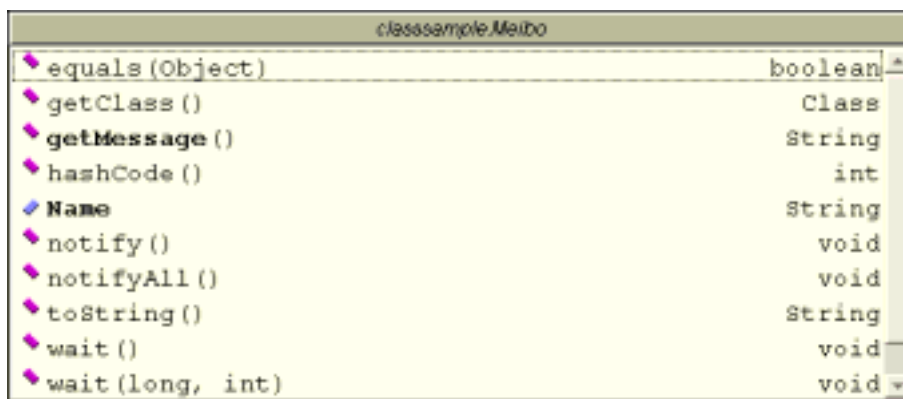 classsample.Meibo
equals(Object) boolean
getClass() Class
getMessage() String
hashCode() int
Name String
notify() void
notifyAll() void
toString() String
wait() void
wait(long, int) void